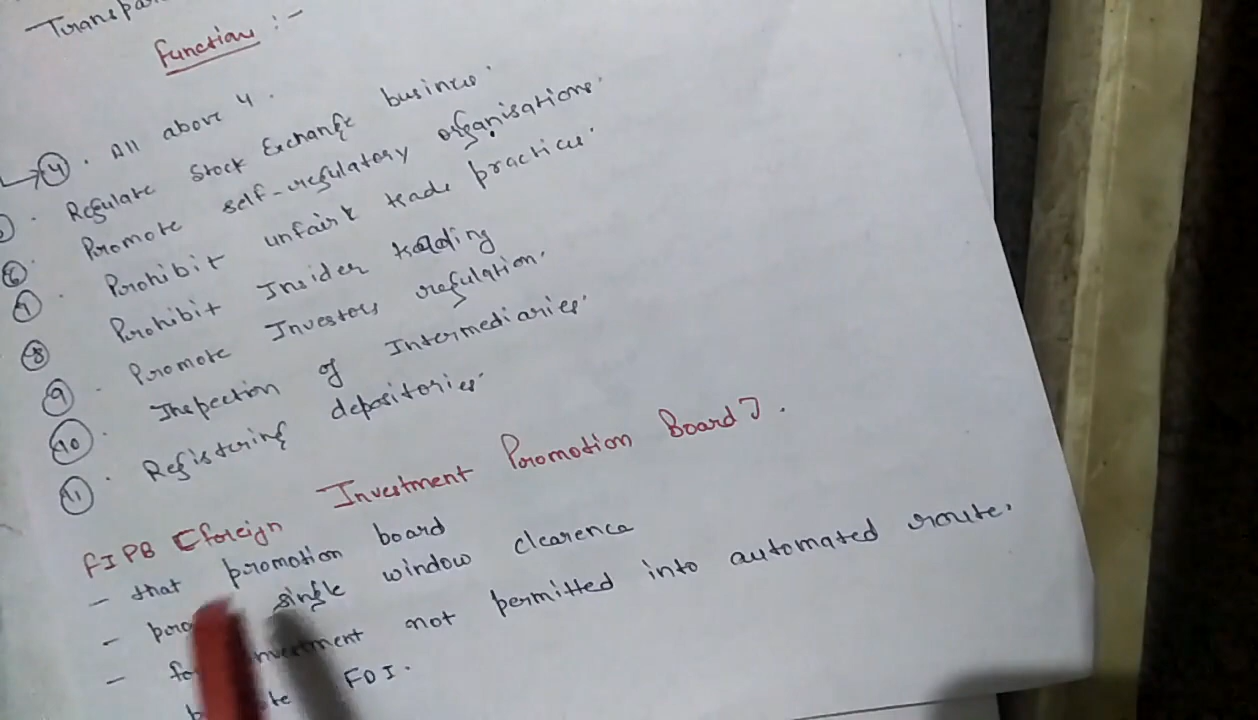 Function :-
→ ④ . All above 4 .
. Regulate Stock Exchange business .
⑥ Promote self-regulatory organisations .
⑦ . Prohibit unfair trade practices .
⑧ Prohibit Insider trading
⑨ . Promote Investors regulation .
⑩ . Inspection of Intermediaries .
⑪ . Registering depositories .
FIPB [foreign Investment Promotion Board] .
- that promotion board
- single window clearence
- investment not permitted into automated route .
FDI .